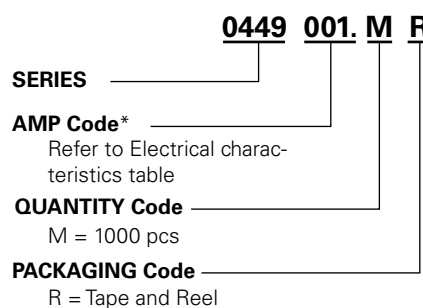 0449 001. M R
SERIES
AMP Code*
Refer to Electrical charac-
teristics table
QUANTITY Code
M = 1000 pcs
PACKAGING Code
R = Tape and Reel